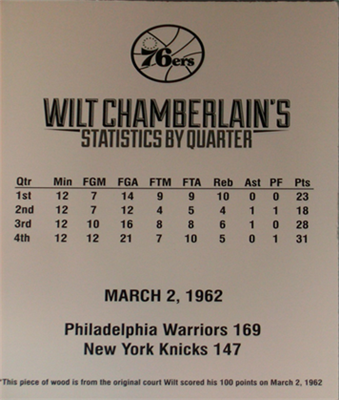 76ers
WILT CHAMBERLAIN'S
STATISTICS BY QUARTER
Qtr Min FGM FGA FTM FTA Reb Ast PF Pts
1st 12 7 14 9 9 10 0 0 23
2nd 12 7 12 4 5 4 1 1 18
3rd 12 10 16 8 8 6 1 0 28
4th 12 12 21 7 10 5 0 1 31
MARCH 2, 1962
Philadelphia Warriors 169
New York Knicks 147
*This piece of wood is from the original court Wilt scored his 100 points on March 2, 1962